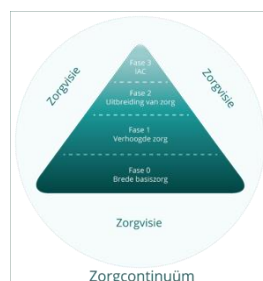 Zorgvisie
Zorgvisie
Fase 3
IAC
Fase 2
Uitbreiding van zorg
Fase 1
Verhoogde zorg
Fase 0
Brede basiszorg
Zorgvisie
Zorgcontinuüm